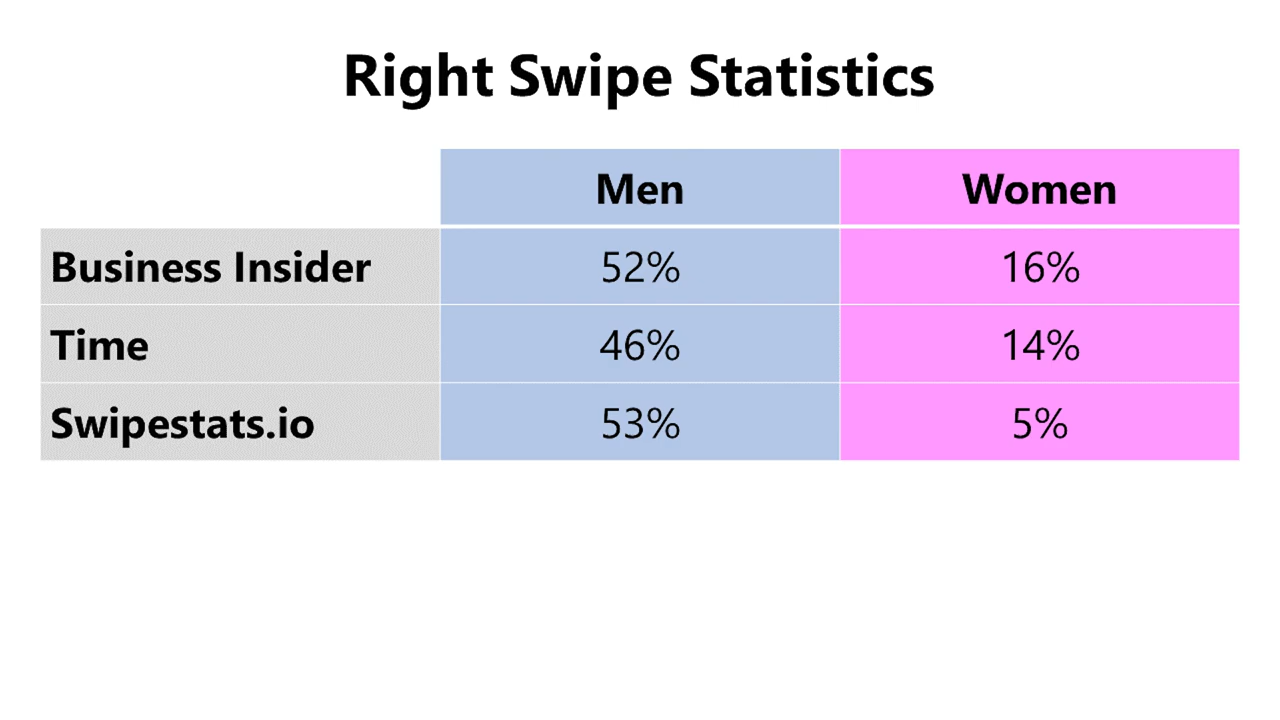 Right Swipe Statistics
Men Women
Business Insider 52% 16%
Time 46% 14%
Swipestats.io 53% 5%